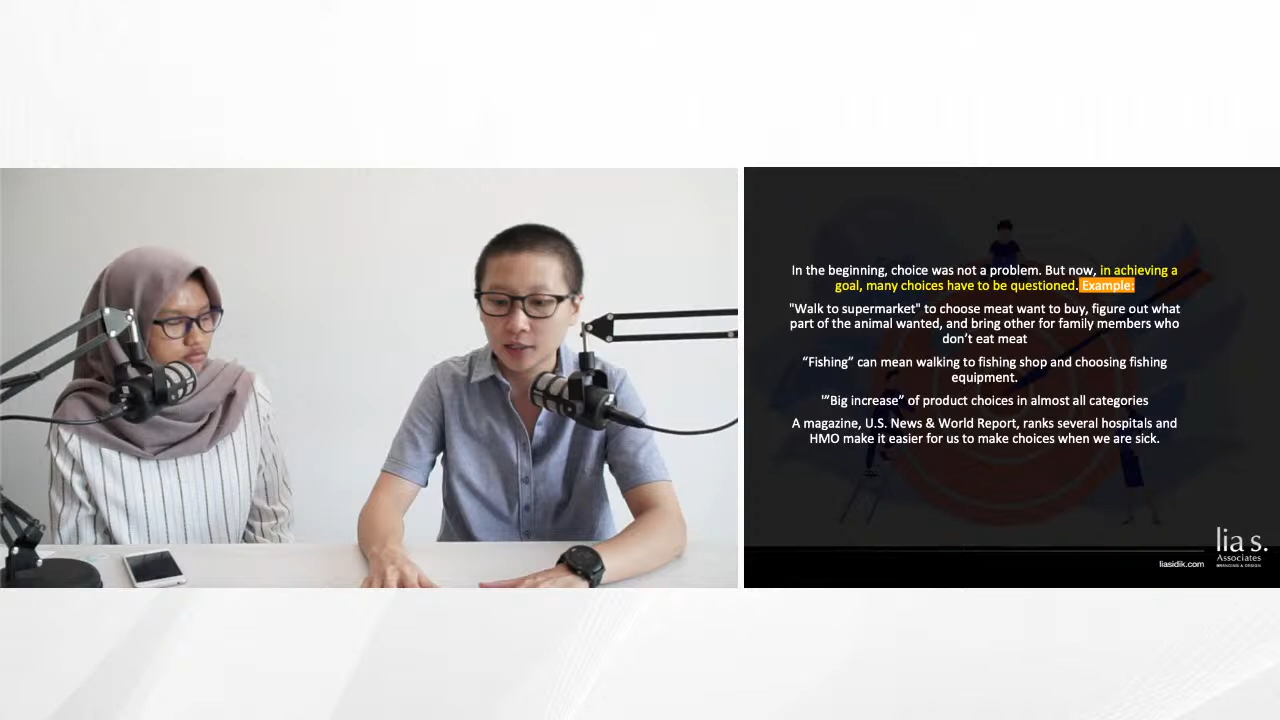 In the beginning, choice was not a problem. But now, in achieving a
goal, many choices have to be questioned. Example:
"Walk to supermarket" to choose meat want to buy, figure out what
part of the animal wanted, and bring other for family members who
don’t eat meat
“Fishing” can mean walking to fishing shop and choosing fishing
equipment.
'”Big increase” of product choices in almost all categories
A magazine, U.S. News & World Report, ranks several hospitals and
HMO make it easier for us to make choices when we are sick.
lia s.
Associates
BRANDING & DESIGN
liasidik.com